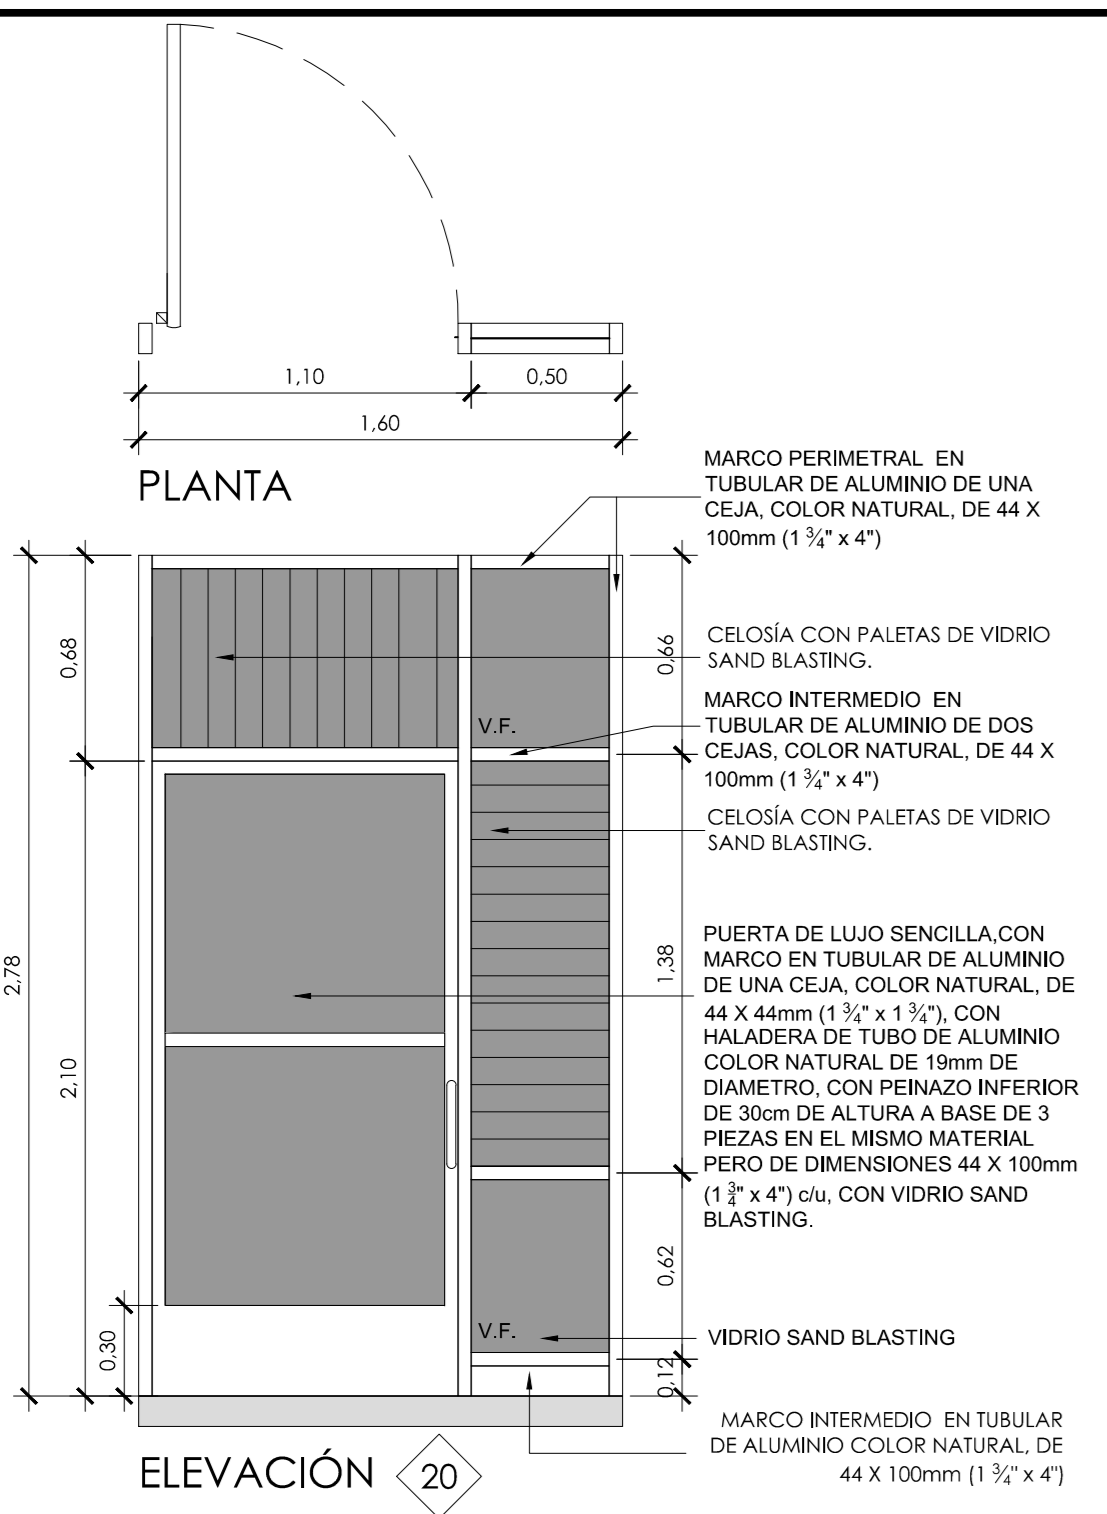 1,10
0,50
1,60
PLANTA
MARCO PERIMETRAL EN
TUBULAR DE ALUMINIO DE UNA
CEJA, COLOR NATURAL, DE 44 X
100mm (1 ¾" x 4")
0,68
0,66
CELOSÍA CON PALETAS DE VIDRIO
SAND BLASTING.
V.F.
MARCO INTERMEDIO EN
TUBULAR DE ALUMINIO DE DOS
CEJAS, COLOR NATURAL, DE 44 X
100mm (1 ¾" x 4")
CELOSÍA CON PALETAS DE VIDRIO
SAND BLASTING.
2,78
2,10
1,38
PUERTA DE LUJO SENCILLA,CON
MARCO EN TUBULAR DE ALUMINIO
DE UNA CEJA, COLOR NATURAL, DE
44 X 44mm (1 ¾" x 1 ¾"), CON
HALADERA DE TUBO DE ALUMINIO
COLOR NATURAL DE 19mm DE
DIAMETRO, CON PEINAZO INFERIOR
DE 30cm DE ALTURA A BASE DE 3
PIEZAS EN EL MISMO MATERIAL
PERO DE DIMENSIONES 44 X 100mm
(1 ¾" x 4") c/u, CON VIDRIO SAND
BLASTING.
0,62
0,30
V.F.
VIDRIO SAND BLASTING
0,12
MARCO INTERMEDIO EN TUBULAR
DE ALUMINIO COLOR NATURAL, DE
44 X 100mm (1 ¾" x 4")
ELEVACIÓN 20